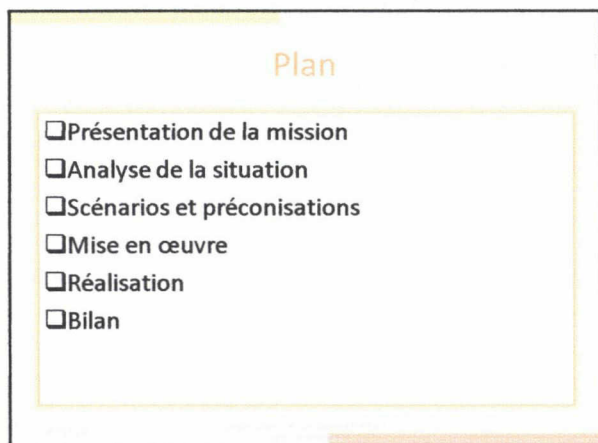 Plan
❑Présentation de la mission
❑Analyse de la situation
❑Scénarios et préconisations
❑Mise en œuvre
❑Réalisation
❑Bilan